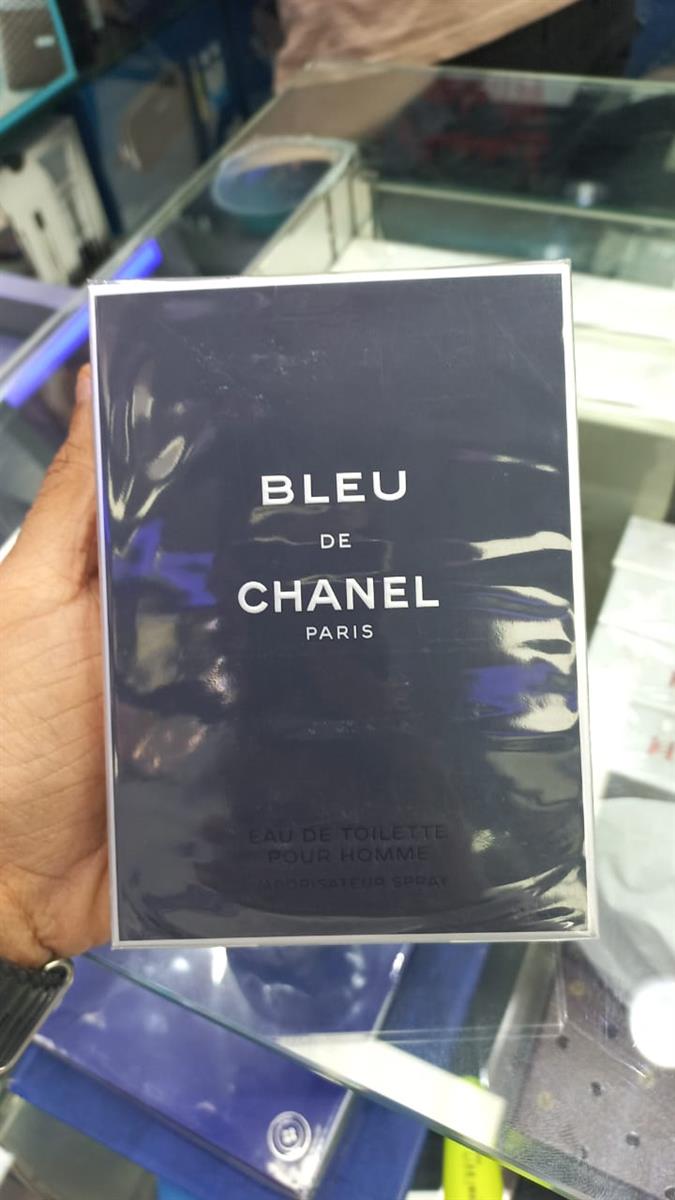 BLEU
DE
CHANEL
PARIS
EAU DE TOILETTE
POUR HOMME
VAPORISATEUR SPRAY